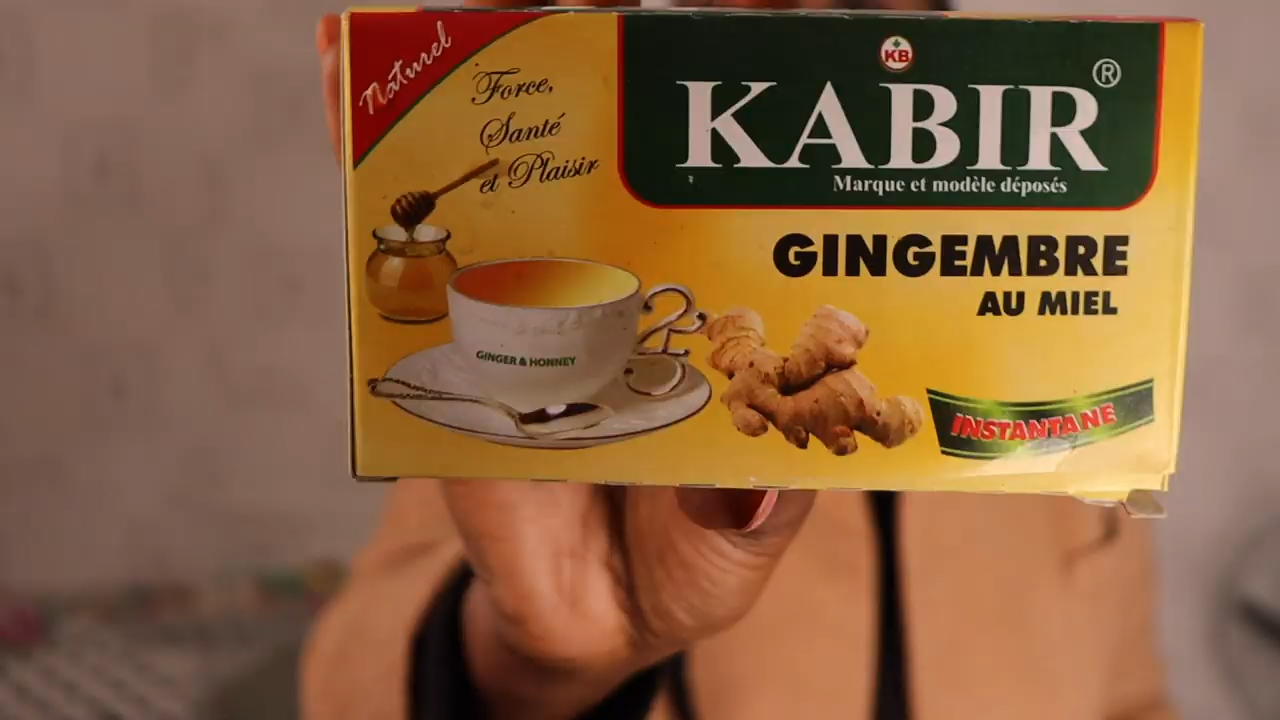 Naturel
Force,
Santé
et Plaisir
KB
KABIR®
Marque et modèle déposés
GINGEMBRE
AU MIEL
GINGER & HONNEY
INSTANTANE